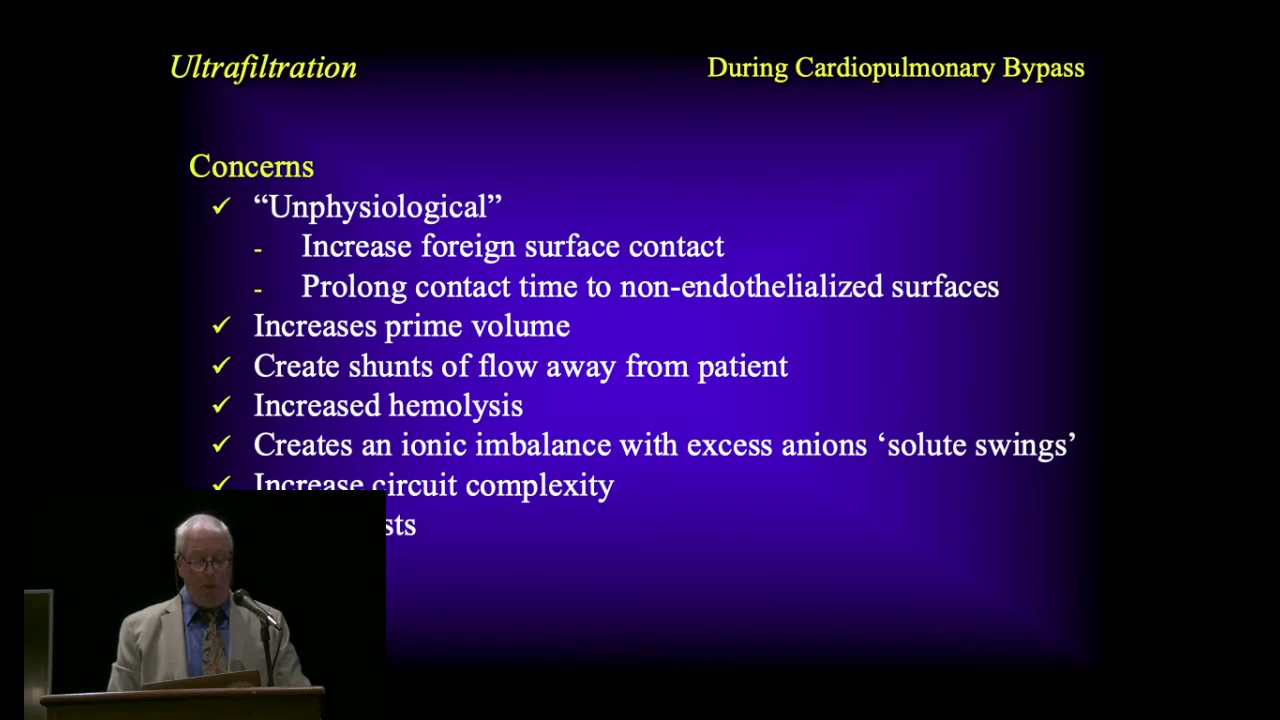 Ultrafiltration
During Cardiopulmonary Bypass
Concerns
✓ “Unphysiological”
- Increase foreign surface contact
- Prolong contact time to non-endothelialized surfaces
✓ Increases prime volume
✓ Create shunts of flow away from patient
✓ Increased hemolysis
✓ Creates an ionic imbalance with excess anions ‘solute swings’
✓ Increase circuit complexity